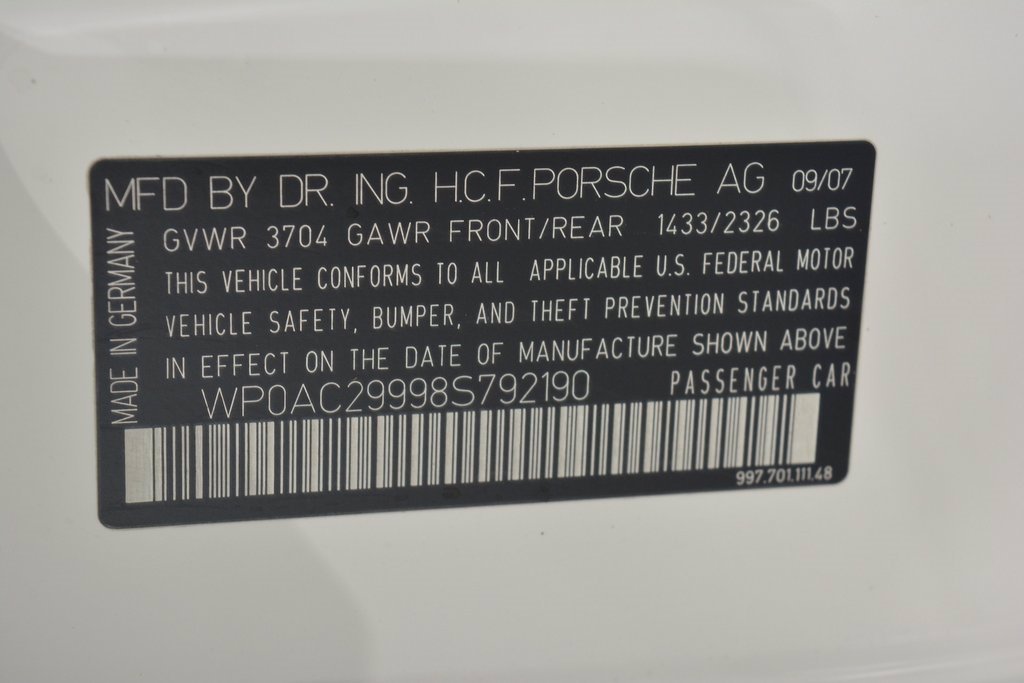 MFD BY DR. ING. H.C.F.PORSCHE AG 09/07
GVWR 3704 GAWR FRONT/REAR 1433/2326 LBS
THIS VEHICLE CONFORMS TO ALL APPLICABLE U.S. FEDERAL MOTOR
VEHICLE SAFETY, BUMPER, AND THEFT PREVENTION STANDARDS
IN EFFECT ON THE DATE OF MANUFACTURE SHOWN ABOVE
WP0AC29998S792190 PASSENGER CAR
997.701.111.48
MADE IN GERMANY